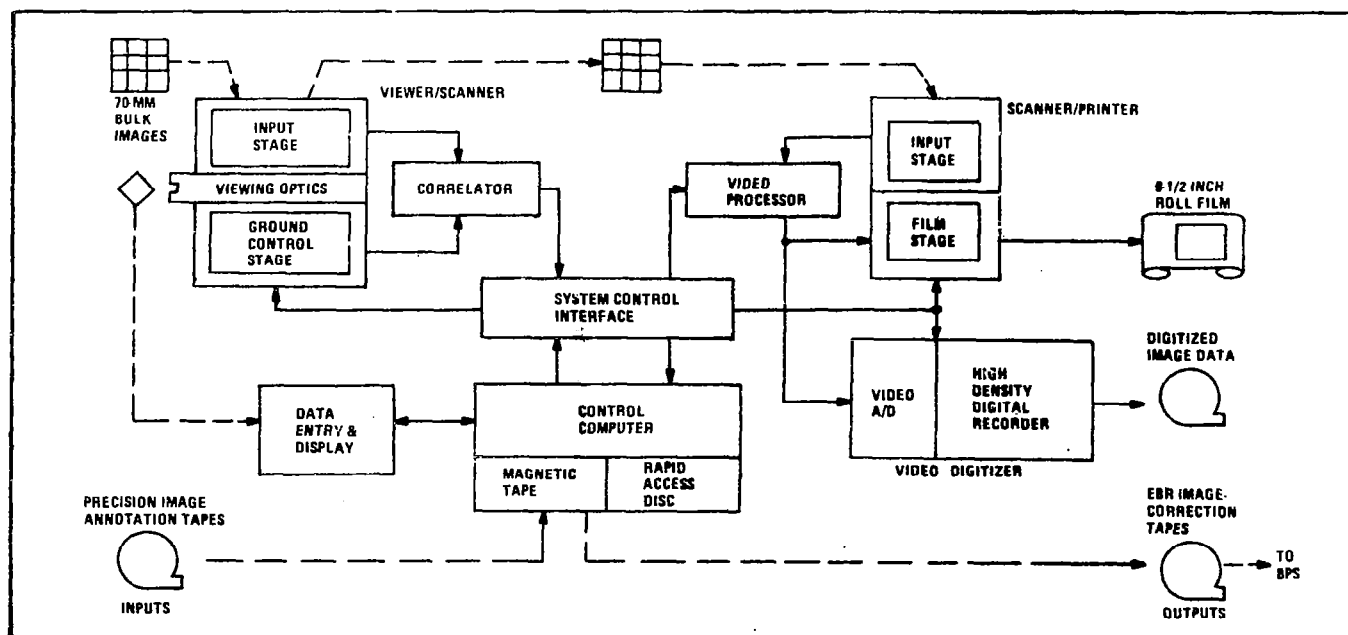 70-MM
BULK
IMAGES
VIEWER/SCANNER
INPUT
STAGE
VIEWING OPTICS
GROUND
CONTROL
STAGE
CORRELATOR
VIDEO
PROCESSOR
SCANNER/PRINTER
INPUT
STAGE
FILM
STAGE
9-1/2 INCH
ROLL FILM
SYSTEM CONTROL
INTERFACE
DATA
ENTRY &
DISPLAY
CONTROL
COMPUTER
MAGNETIC
TAPE
RAPID
ACCESS
DISC
VIDEO
A/D
HIGH
DENSITY
DIGITAL
RECORDER
VIDEO DIGITIZER
DIGITIZED
IMAGE DATA
PRECISION IMAGE
ANNOTATION TAPES
INPUTS
EBR IMAGE-
CORRECTION
TAPES
OUTPUTS
TO
BPS